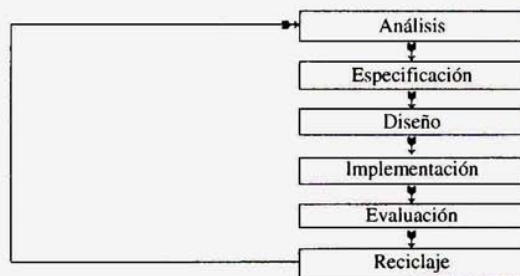 Análisis
Especificación
Diseño
Implementación
Evaluación
Reciclaje